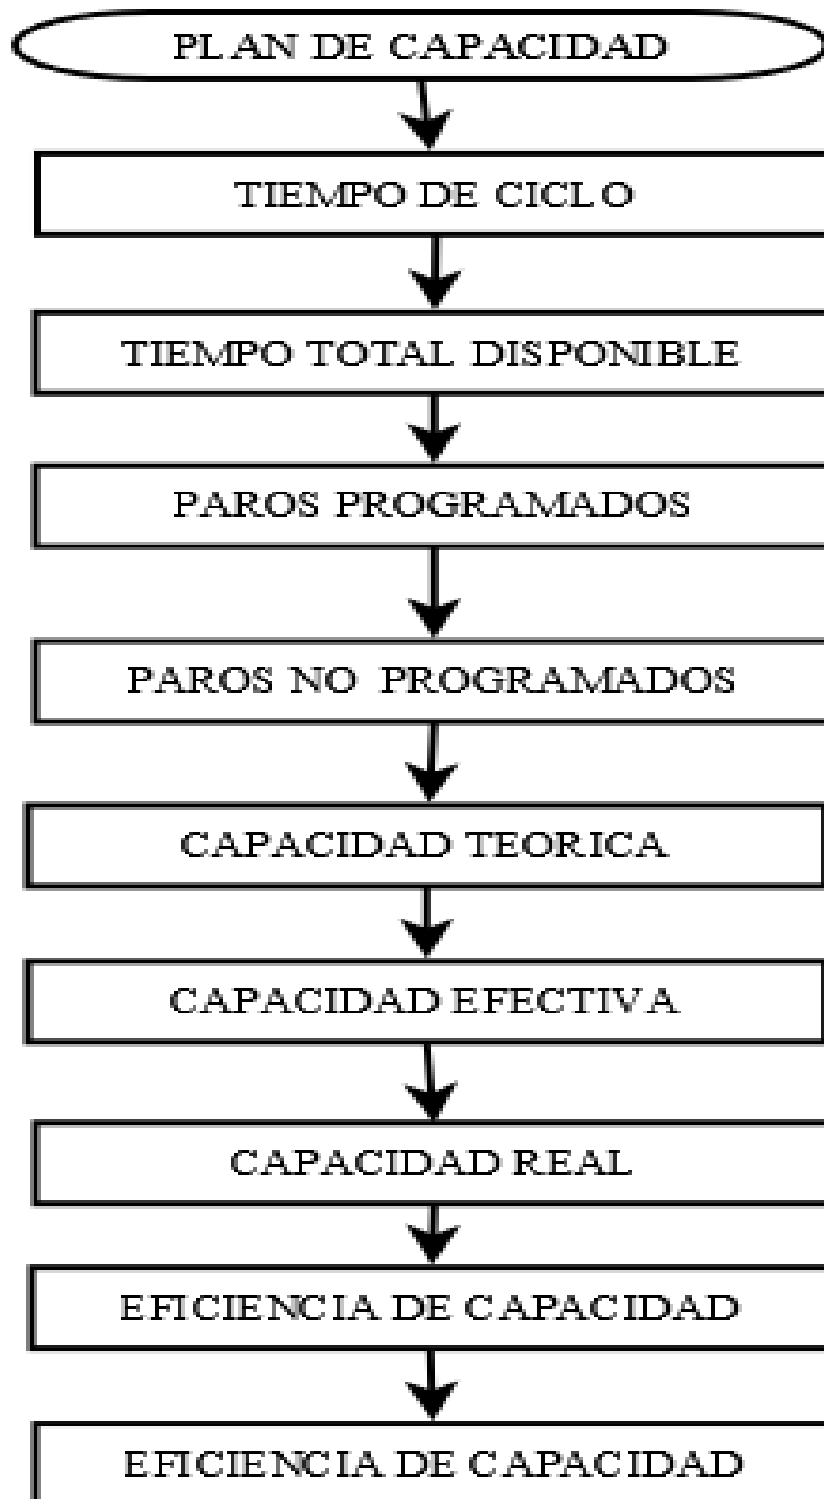 PLAN DE CAPACIDAD
TIEMPO DE CICLO
TIEMPO TOTAL DISPONIBLE
PAROS PROGRAMADOS
PAROS NO PROGRAMADOS
CAPACIDAD TEORICA
CAPACIDAD EFECTIVA
CAPACIDAD REAL
EFICIENCIA DE CAPACIDAD
EFICIENCIA DE CAPACIDAD